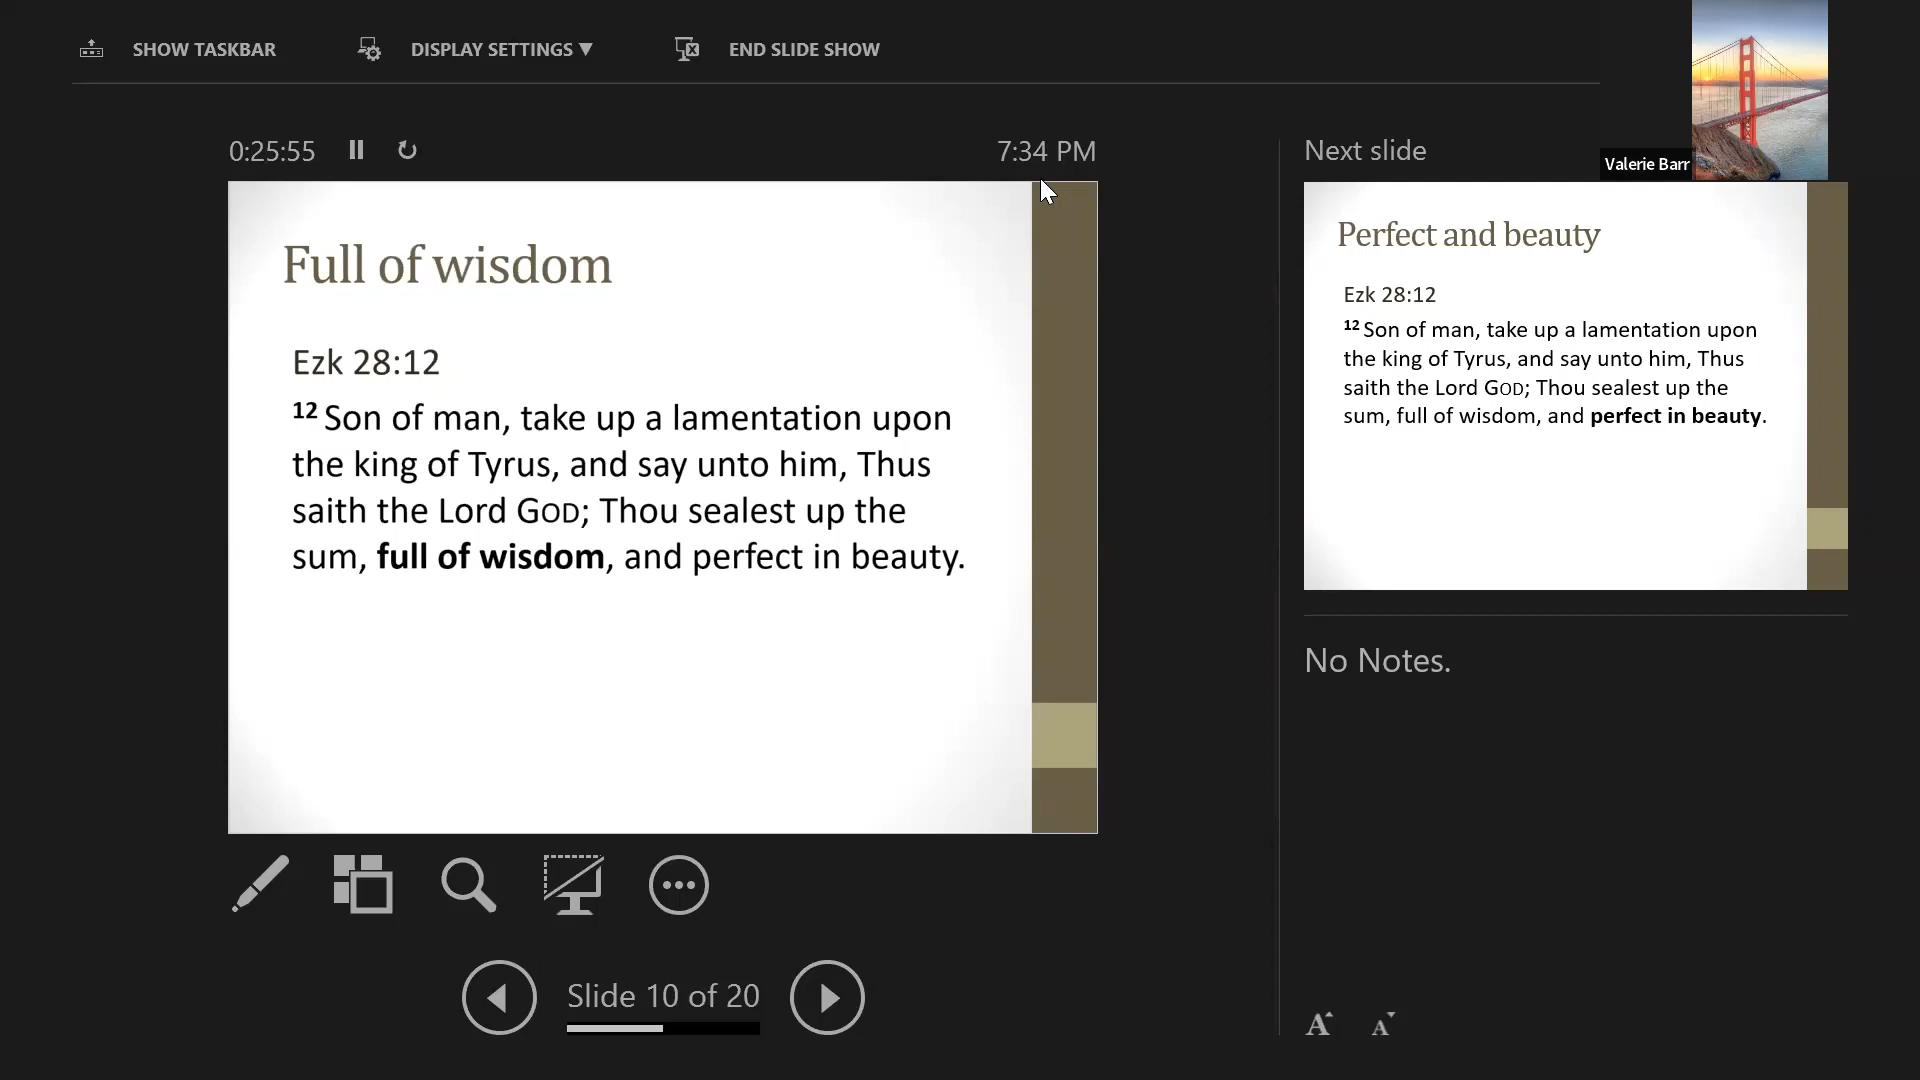 SHOW TASKBAR
DISPLAY SETTINGS ▼
END SLIDE SHOW
0:25:55
7:34 PM
Full of wisdom
Ezk 28:12
12 Son of man, take up a lamentation upon
the king of Tyrus, and say unto him, Thus
saith the Lord GOD; Thou sealest up the
sum, full of wisdom, and perfect in beauty.
Slide 10 of 20
Next slide
Valerie Barr
Perfect and beauty
Ezk 28:12
12 Son of man, take up a lamentation upon
the king of Tyrus, and say unto him, Thus
saith the Lord GOD; Thou sealest up the
sum, full of wisdom, and perfect in beauty.
No Notes.
A A